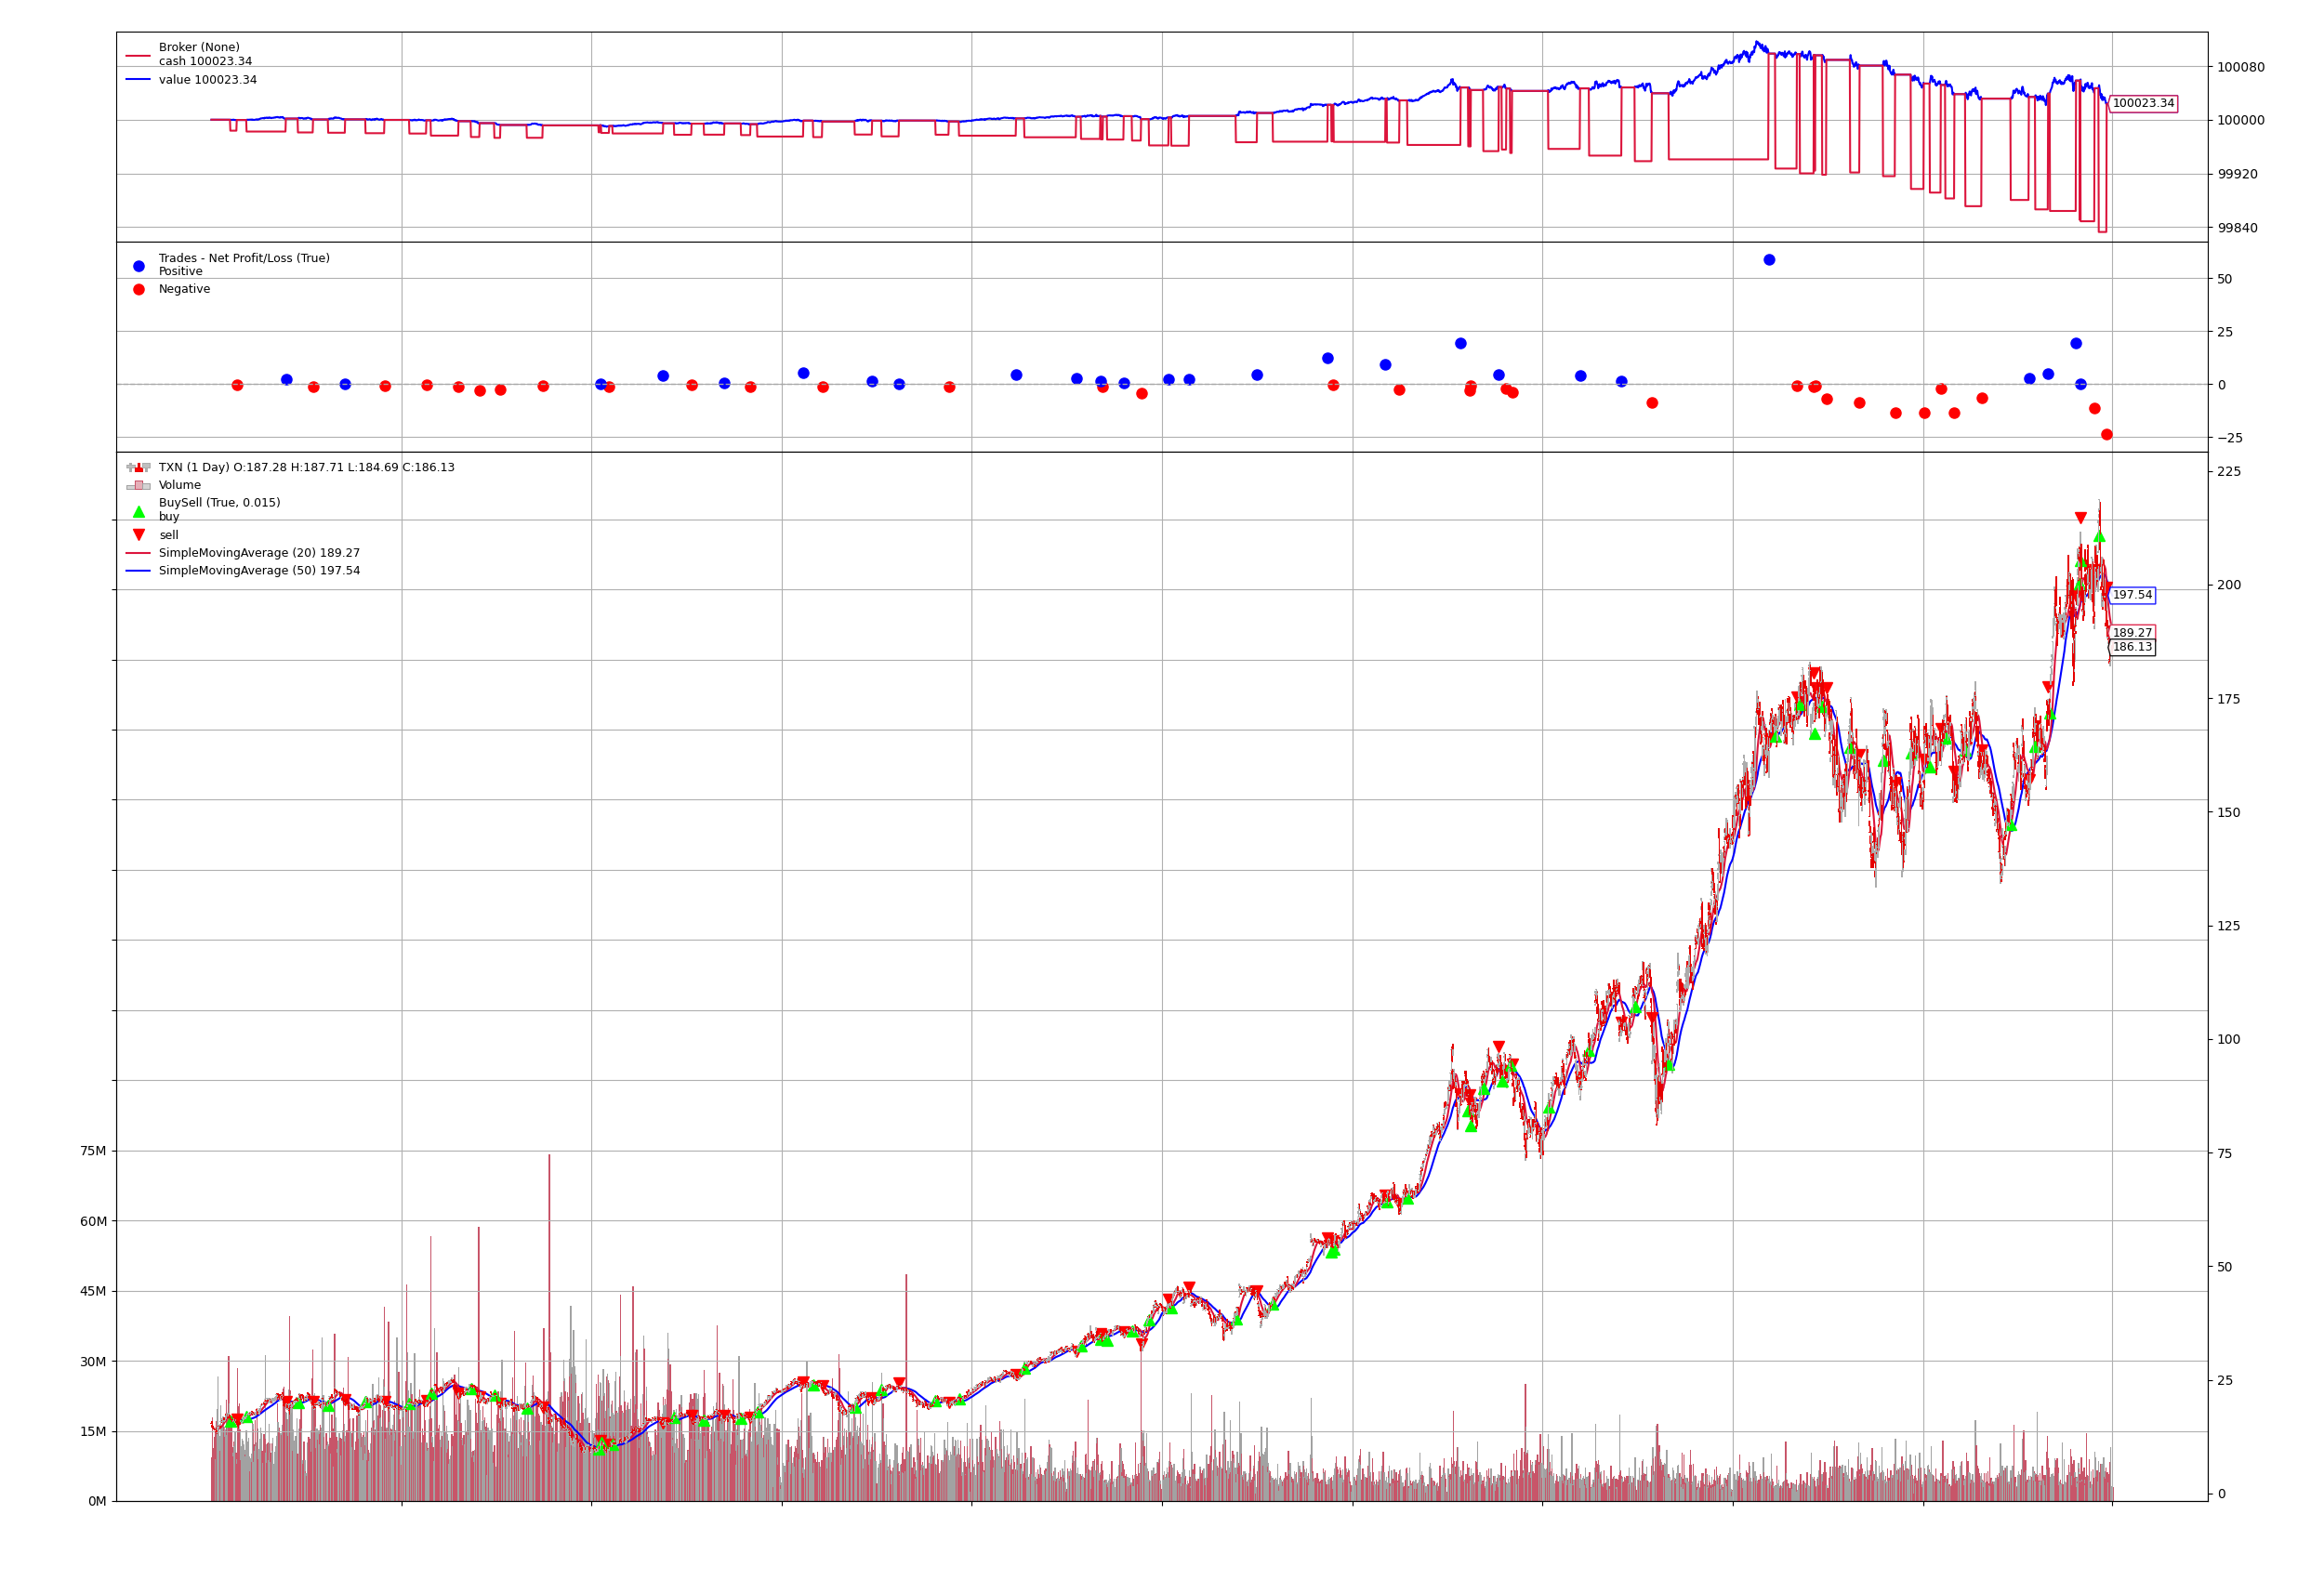 Broker (None)
cash 100023.34
value 100023.34
100080
100023.34
100000
99920
99840
Trades - Net Profit/Loss (True)
Positive
Negative
50
25
0
−25
TXN (1 Day) O:187.28 H:187.71 L:184.69 C:186.13
Volume
BuySell (True, 0.015)
buy
sell
SimpleMovingAverage (20) 189.27
SimpleMovingAverage (50) 197.54
225
200
197.54
189.27
186.13
175
150
125
100
75
50
25
0
75M
60M
45M
30M
15M
0M